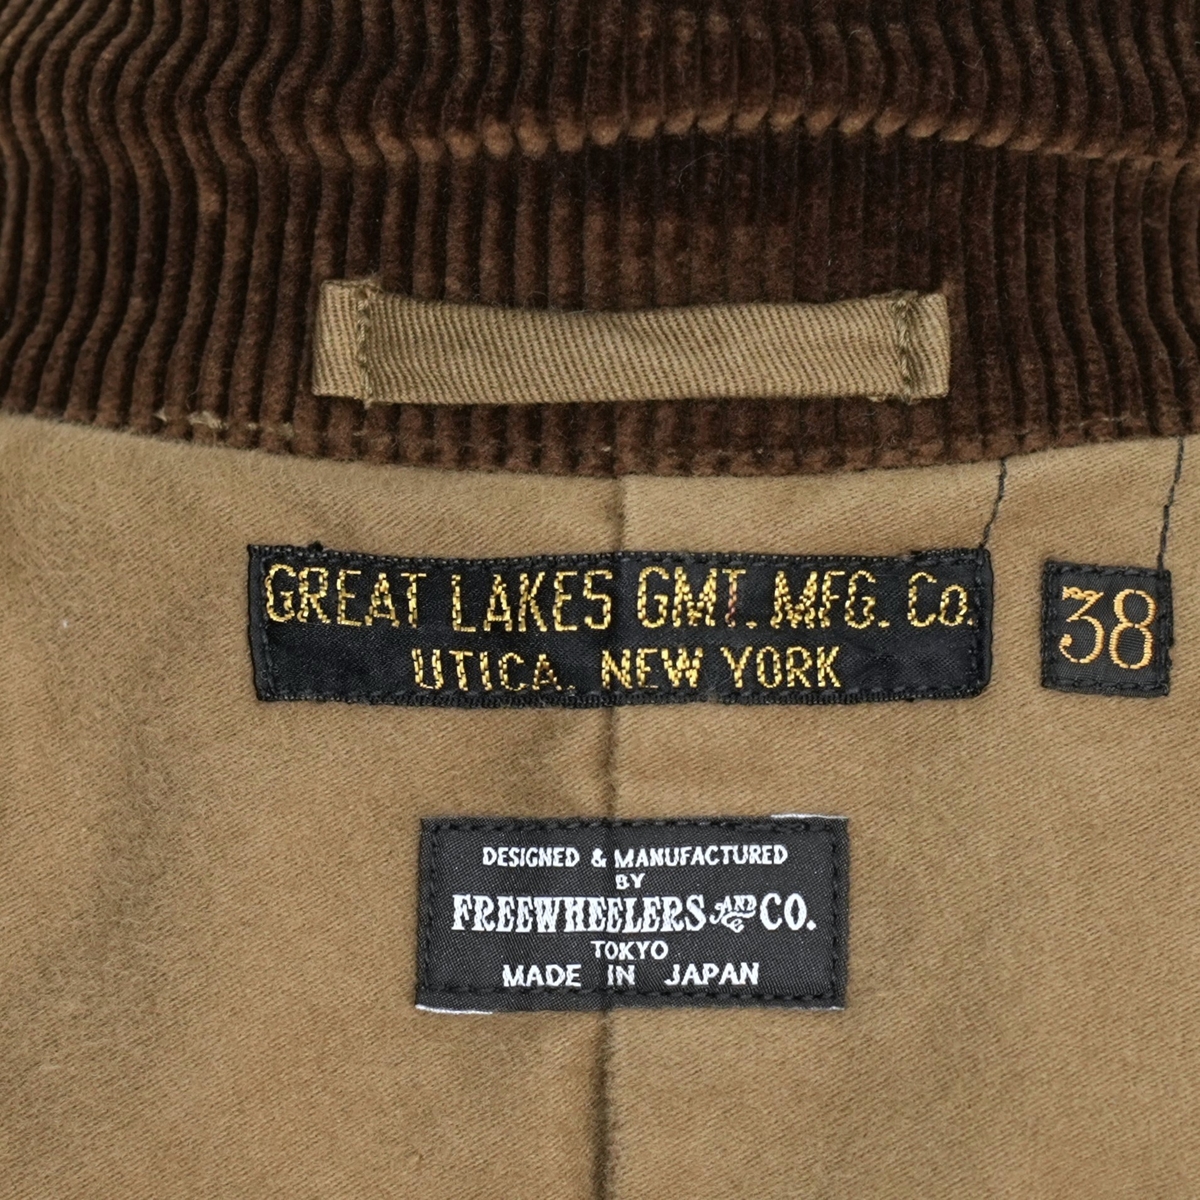 GREAT LAKES GMT. MFG. Co.
UTICA, NEW YORK
38
DESIGNED & MANUFACTURED
BY
FREEWHEELERS AND CO.
TOKYO
MADE IN JAPAN